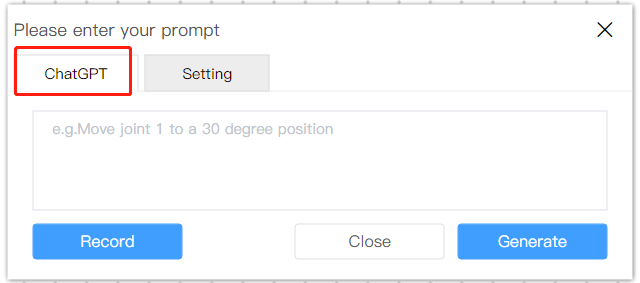 Please enter your prompt
ChatGPT Setting
e.g.Move joint 1 to a 30 degree position
Record Close Generate